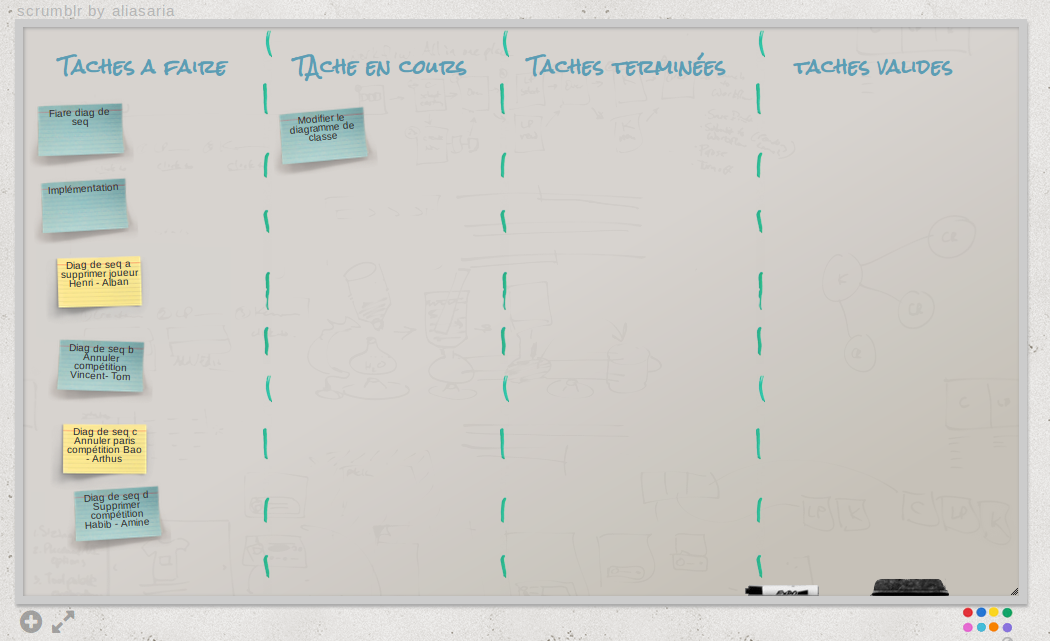 scrumblr by aliasaria
Taches a faire
TAche en cours
Taches terminées
taches valides
Fiare diag de
seq
Modifier le
diagramme de
classe
Implémentation
Diag de seq a
supprimer joueur
Henri - Alban
Diag de seq b
Annuler
compétition
Vincent- Tom
Diag de seq c
Annuler paris
compétition Bao
- Arthus
Diag de seq d
Supprimer
compétition
Habib - Amine